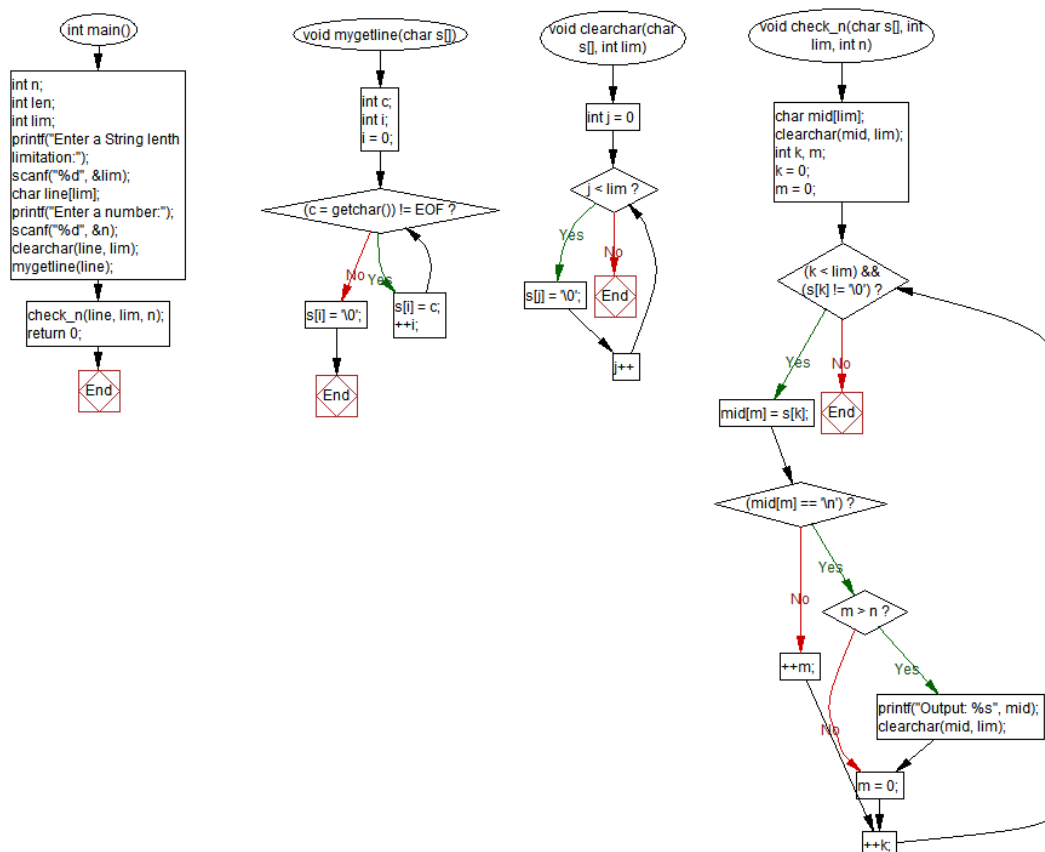 int main()
int n;
int len;
int lim;
printf("Enter a String lenth
limitation:");
scanf("%d", &lim);
char line[lim];
printf("Enter a number:");
scanf("%d", &n);
clearchar(line, lim);
mygetline(line);
check_n(line, lim, n);
return 0;
End
void mygetline(char s[])
int c;
int i;
i = 0;
(c = getchar()) != EOF ?
No
Yes
s[i] = '\0';
s[i] = c;
++i;
End
void clearchar(char
s[], int lim)
int j = 0
j < lim ?
Yes
No
s[j] = '\0';
End
j++
void check_n(char s[], int
lim, int n)
char mid[lim];
clearchar(mid, lim);
int k, m;
k = 0;
m = 0;
(k < lim) &&
(s[k] != '\0') ?
Yes
No
mid[m] = s[k];
End
(mid[m] == '\n') ?
Yes
No
m > n ?
++m;
Yes
No
printf("Output: %s", mid);
clearchar(mid, lim);
m = 0;
++k;